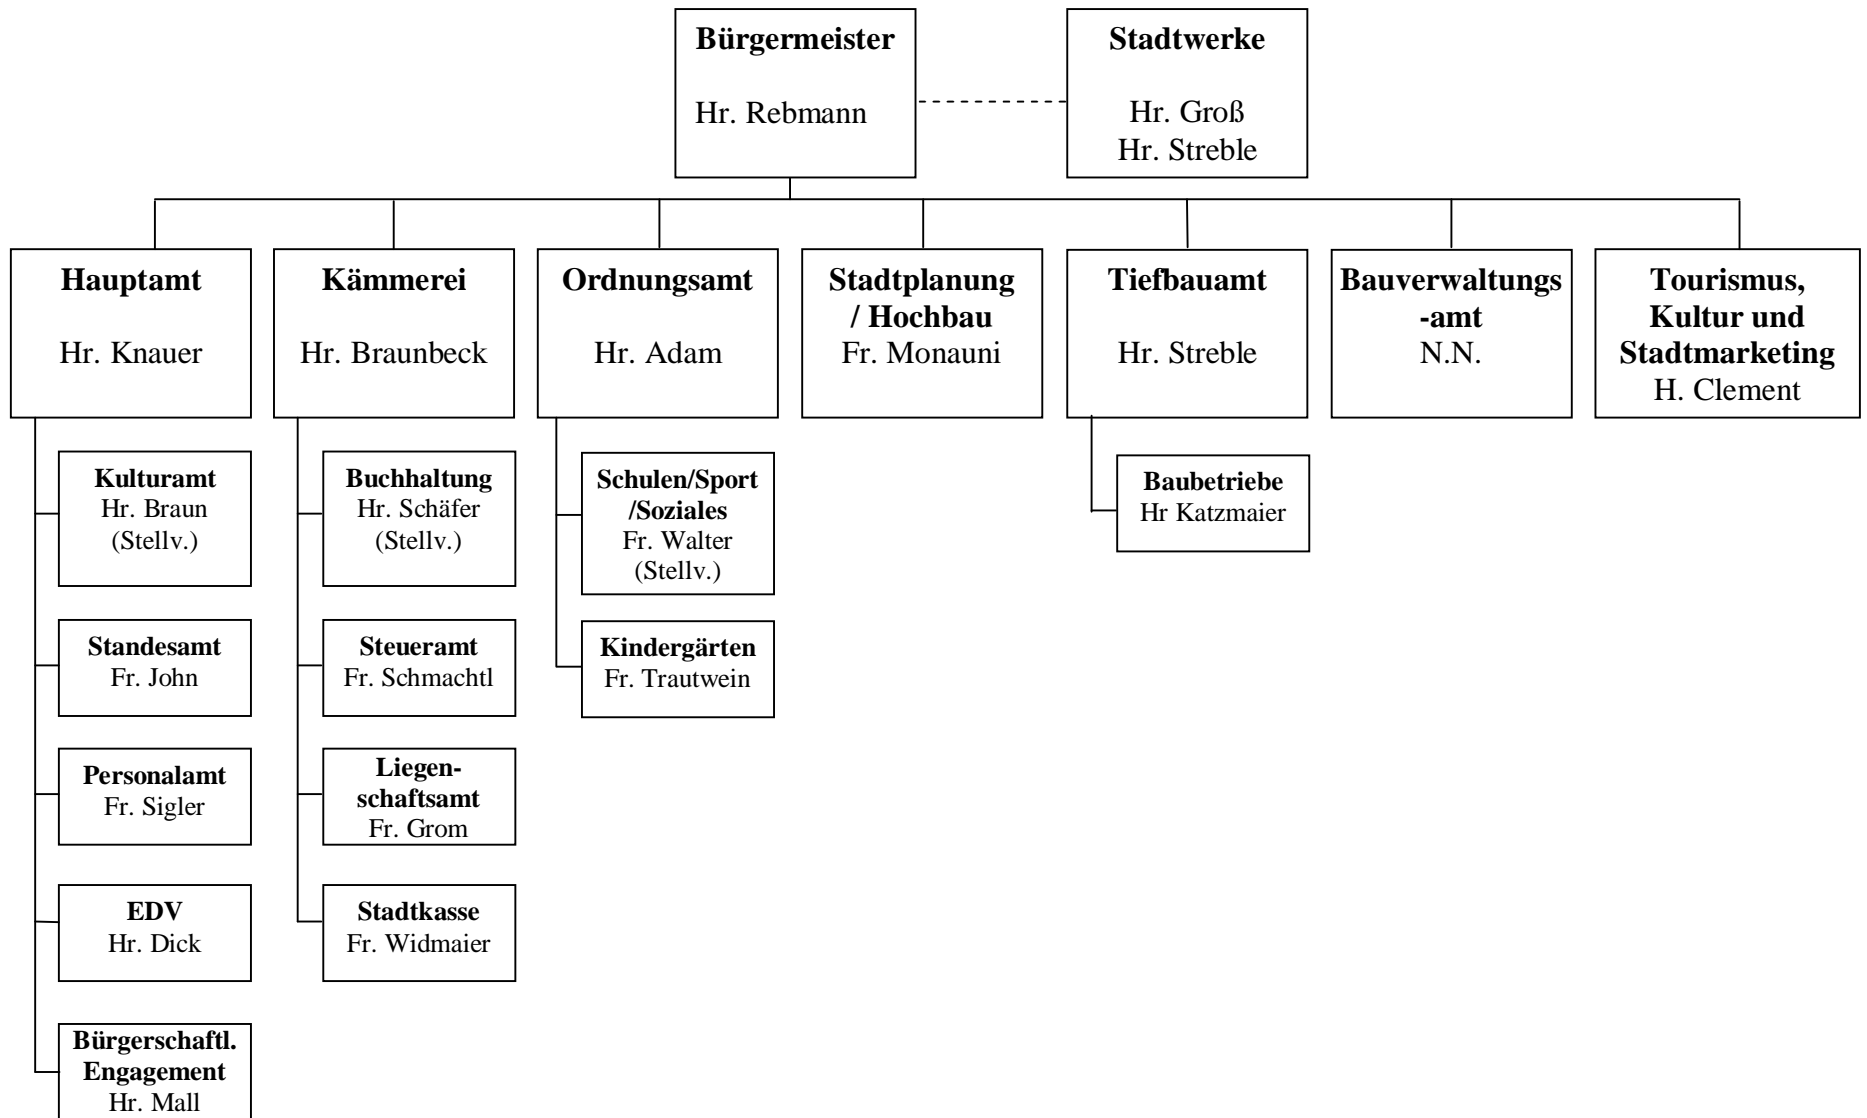 Bürgermeister
Hr. Rebmann
Stadtwerke
Hr. Groß
Hr. Streble
Hauptamt
Hr. Knauer
Kämmerei
Hr. Braunbeck
Ordnungsamt
Hr. Adam
Stadtplanung
/ Hochbau
Fr. Monauni
Tiefbauamt
Hr. Streble
Bauverwaltungs
-amt
N.N.
Tourismus,
Kultur und
Stadtmarketing
H. Clement
Kulturamt
Hr. Braun
(Stellv.)
Standesamt
Fr. John
Personalamt
Fr. Sigler
EDV
Hr. Dick
Bürgerschaftl.
Engagement
Hr. Mall
Buchhaltung
Hr. Schäfer
(Stellv.)
Steueramt
Fr. Schmachtl
Liegen-
schaftsamt
Fr. Grom
Stadtkasse
Fr. Widmaier
Schulen/Sport
/Soziales
Fr. Walter
(Stellv.)
Kindergärten
Fr. Trautwein
Baubetriebe
Hr Katzmaier